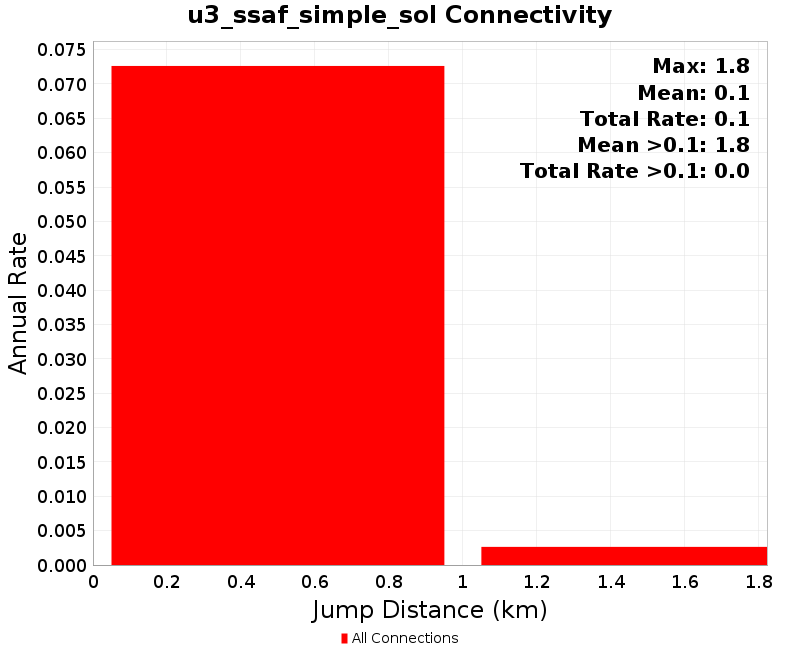 u3_ssaf_simple_sol Connectivity
Max: 1.8
Mean: 0.1
Total Rate: 0.1
Mean >0.1: 1.8
Total Rate >0.1: 0.0
Annual Rate
0.075
0.070
0.065
0.060
0.055
0.050
0.045
0.040
0.035
0.030
0.025
0.020
0.015
0.010
0.005
0.000
0 0.2 0.4 0.6 0.8 1 1.2 1.4 1.6 1.8
Jump Distance (km)
All Connections